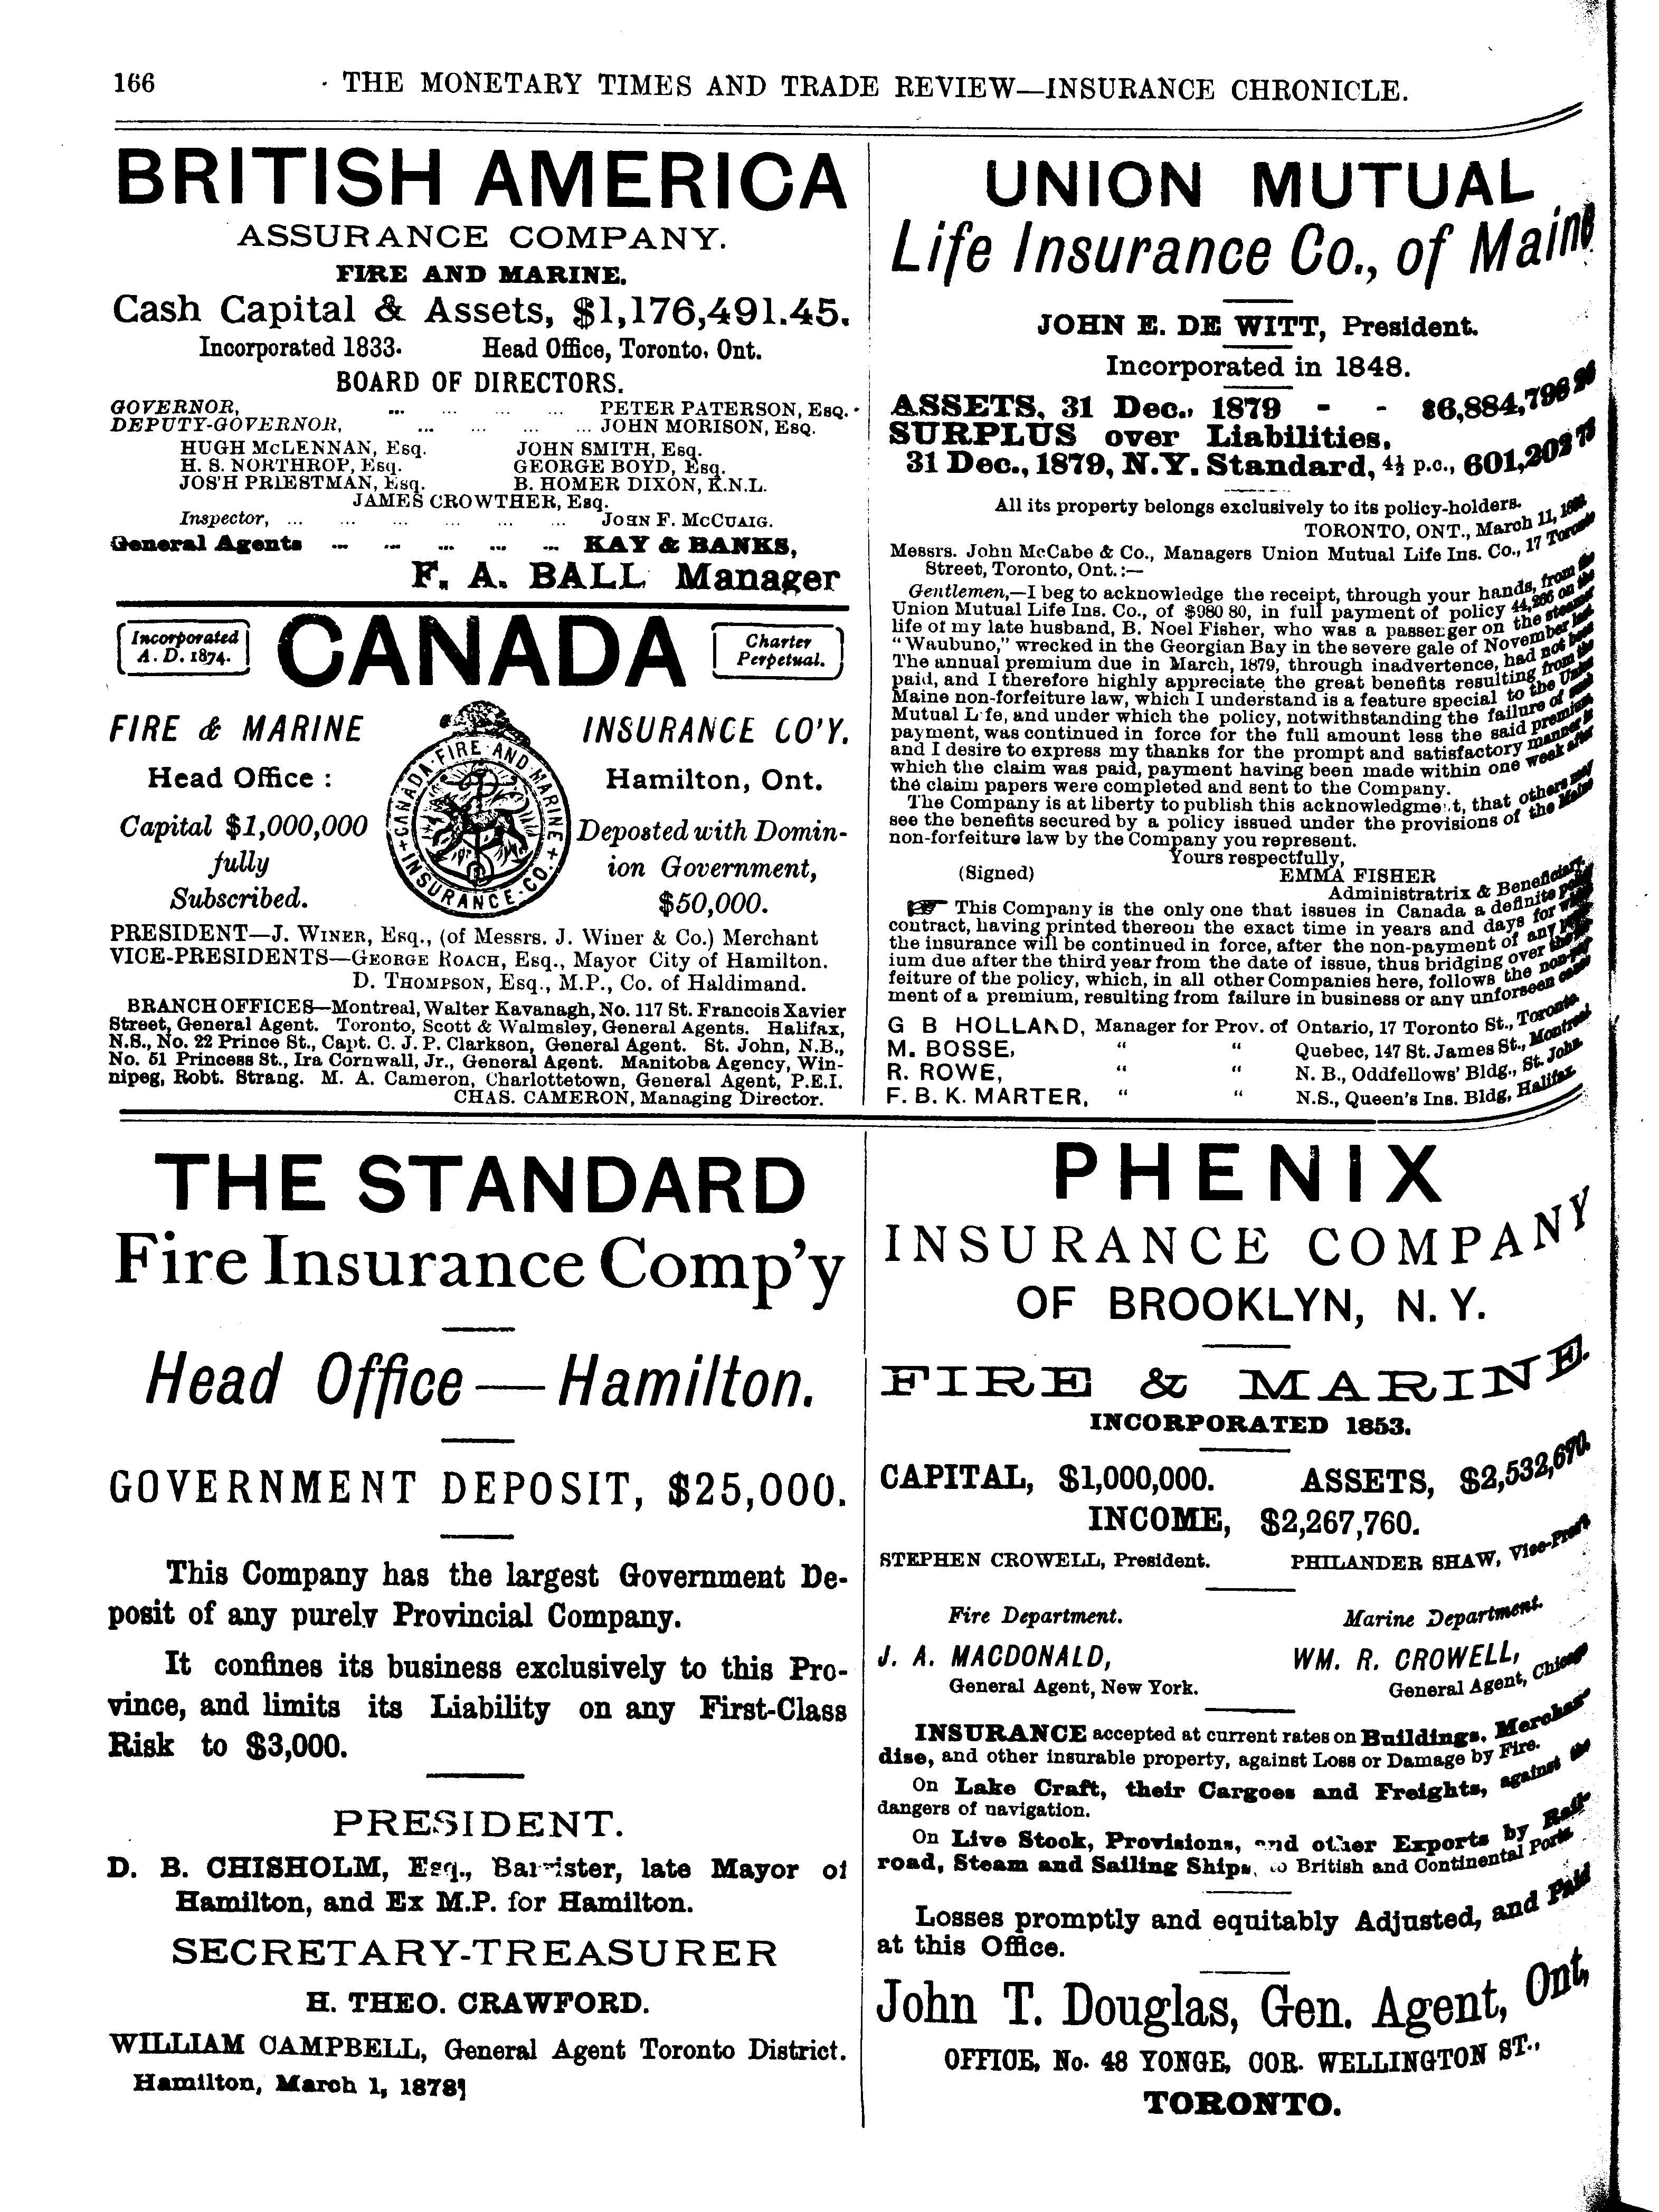 166 THE MONETARY TIMES AND TRADE REVIEW—INSURANCE CHRONICLE.
BRITISH AMERICA
ASSURANCE COMPANY.
FIRE AND MARINE.
Cash Capital & Assets, $1,176,491.45.
Incorporated 1833. Head Office, Toronto, Ont.
BOARD OF DIRECTORS.
GOVERNOR, ... ... ... ... PETER PATERSON, ESQ.
DEPUTY-GOVERNOR, ... ... ... ... JOHN MORISON, ESQ.
HUGH McLENNAN, Esq. JOHN SMITH, Esq.
H. S. NORTHROP, Esq. GEORGE BOYD, Esq.
JOS'H PRIESTMAN, Esq. B. HOMER DIXON, K.N.L.
JAMES CROWTHER, Esq.
Inspector, ... ... ... ... ... ... JOHN F. MCCUAIG.
General Agents ... ... ... ... ... KAY & BANKS,
F. A. BALL Manager
Incorporated
A. D. 1874.
CANADA
Charter
Perpetual.
FIRE & MARINE INSURANCE CO'Y.
CANADA FIRE AND MARINE INSURANCE CO.
Head Office : Hamilton, Ont.
Capital $1,000,000
fully
Subscribed.
Deposted with Domin-
ion Government,
$50,000.
PRESIDENT—J. WINER, Esq., (of Messrs. J. Winer & Co.) Merchant
VICE-PRESIDENTS—GEORGE ROACH, Esq., Mayor City of Hamilton.
D. THOMPSON, Esq., M.P., Co. of Haldimand.
BRANCH OFFICES—Montreal, Walter Kavanagh, No. 117 St. Francois Xavier
Street, General Agent. Toronto, Scott & Walmsley, General Agents. Halifax,
N.S., No. 22 Prince St., Capt. C. J. P. Clarkson, General Agent. St. John, N.B.,
No. 51 Princess St., Ira Cornwall, Jr., General Agent. Manitoba Agency, Win-
nipeg, Robt. Strang. M. A. Cameron, Charlottetown, General Agent, P.E.I.
CHAS. CAMERON, Managing Director.
UNION MUTUAL
Life Insurance Co., of Maine
JOHN E. DE WITT, President.
Incorporated in 1848.
ASSETS, 31 Dec., 1879 - - $6,884,798 26
SURPLUS over Liabilities,
31 Dec., 1879, N.Y. Standard, 4½ p.c., 601,202 73
All its property belongs exclusively to its policy-holders.
TORONTO, ONT., March 11, 1880
Messrs. John McCabe & Co., Managers Union Mutual Life Ins. Co., 17 Toronto
Street, Toronto, Ont.:—
Gentlemen,—I beg to acknowledge the receipt, through your hands, from the
Union Mutual Life Ins. Co., of $980 80, in full payment of policy 44,266 on the
life of my late husband, B. Noel Fisher, who was a passenger on the steamer
"Waubuno," wrecked in the Georgian Bay in the severe gale of November last.
The annual premium due in March, 1879, through inadvertence, had not been
paid, and I therefore highly appreciate the great benefits resulting from the
Maine non-forfeiture law, which I understand is a feature special to the Union
Mutual Life, and under which the policy, notwithstanding the failure of such
payment, was continued in force for the full amount less the said premium
and I desire to express my thanks for the prompt and satisfactory manner in
which the claim was paid, payment having been made within one week after
the claim papers were completed and sent to the Company.
The Company is at liberty to publish this acknowledgment, that others may
see the benefits secured by a policy issued under the provisions of the Maine
non-forfeiture law by the Company you represent.
Yours respectfully,
(Signed) EMMA FISHER
Administratrix & Beneficiary.
☞ This Company is the only one that issues in Canada a definite policy
contract, having printed thereon the exact time in years and days for which
the insurance will be continued in force, after the non-payment of any
ium due after the third year from the date of issue, thus bridging over the
feiture of the policy, which, in all other Companies here, follows the non-
ment of a premium, resulting from failure in business or any unforseen cause
G B HOLLAND, Manager for Prov. of Ontario, 17 Toronto St., Toronto.
M. BOSSE, " " Quebec, 147 St. James St., Montreal.
R. ROWE, " " N. B., Oddfellows' Bldg., St. John.
F. B. K. MARTER, " " N.S., Queen's Ins. Bldg, Halifax.
THE STANDARD
Fire Insurance Comp'y
Head Office—Hamilton.
GOVERNMENT DEPOSIT, $25,000.
This Company has the largest Government De-
posit of any purely Provincial Company.
It confines its business exclusively to this Pro-
vince, and limits its Liability on any First-Class
Risk to $3,000.
PRESIDENT.
D. B. CHISHOLM, Esq., Barrister, late Mayor of
Hamilton, and Ex M.P. for Hamilton.
SECRETARY-TREASURER
H. THEO. CRAWFORD.
WILLIAM CAMPBELL, General Agent Toronto District.
Hamilton, March 1, 1878
PHENIX
INSURANCE COMPANY
OF BROOKLYN, N. Y.
FIRE & MARINE.
INCORPORATED 1853.
CAPITAL, $1,000,000. ASSETS, $2,532,670.
INCOME, $2,267,760.
STEPHEN CROWELL, President. PHILANDER SHAW, Vice-Prest.
Fire Department. Marine Department.
J. A. MACDONALD, WM. R. CROWELL,
General Agent, New York. General Agent, Chicago
INSURANCE accepted at current rates on Buildings, Merchan-
dise, and other insurable property, against Loss or Damage by Fire.
On Lake Craft, their Cargoes and Freights, against the
dangers of navigation.
On Live Stock, Provisions, and other Exports by Rail-
road, Steam and Sailing Ships, to British and Continental Ports.
Losses promptly and equitably Adjusted, and Paid
at this Office.
John T. Douglas, Gen. Agent, Ont,
OFFICE, No. 48 YONGE, COR. WELLINGTON ST.,
TORONTO.